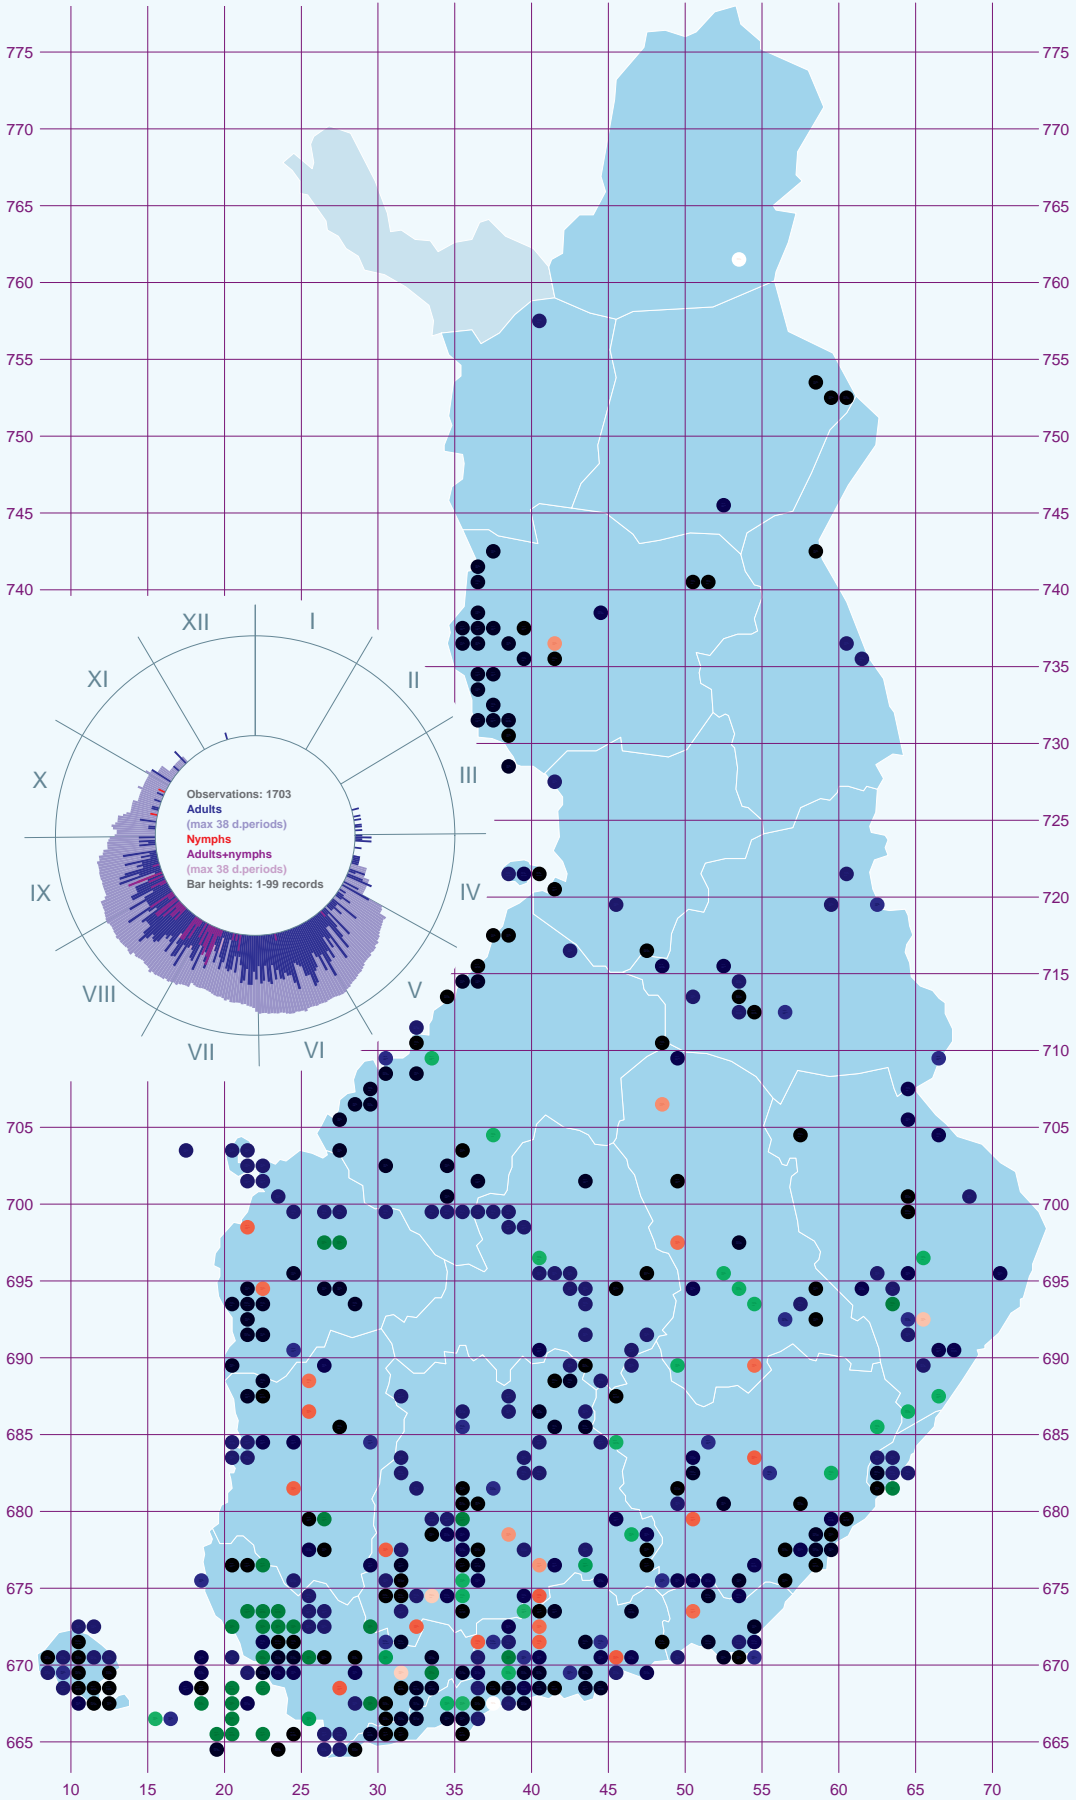 775 775
770 770
765 765
760 760
755 755
750 750
745 745
740 740
XII I
XI II
735
730
X III
Observations: 1703
Adults
(max 38 d.periods)
Nymphs
Adults+nymphs
(max 38 d.periods)
Bar heights: 1-99 records
725
IX IV
720
VIII V
715
VII VI
710
705 705
700 700
695 695
690 690
685 685
680 680
675 675
670 670
665 665
10 15 20 25 30 35 40 45 50 55 60 65 70